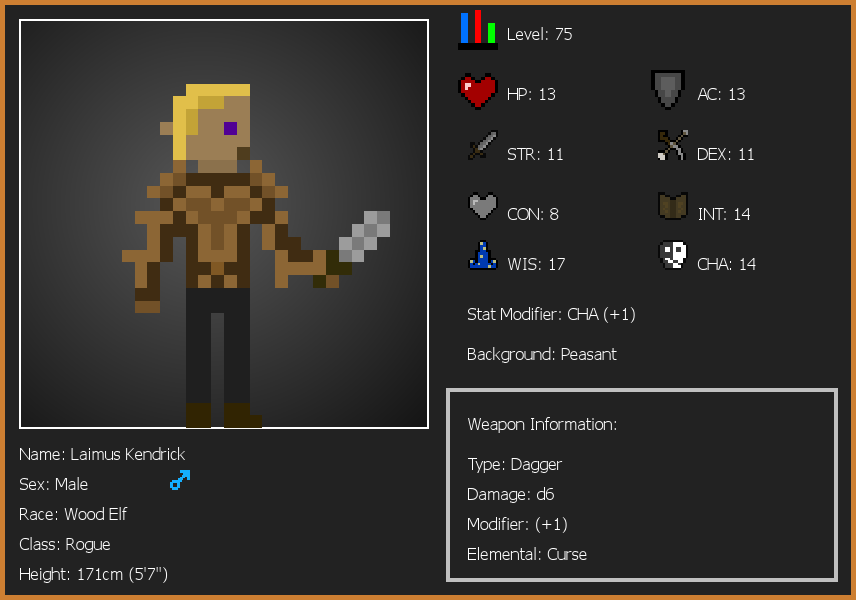 Level: 75
HP: 13
AC: 13
STR: 11
DEX: 11
CON: 8
INT: 14
WIS: 17
CHA: 14
Stat Modifier: CHA (+1)
Background: Peasant
Weapon Information:
Type: Dagger
Damage: d6
Modifier: (+1)
Elemental: Curse
Name: Laimus Kendrick
Sex: Male
Race: Wood Elf
Class: Rogue
Height: 171cm (5'7")